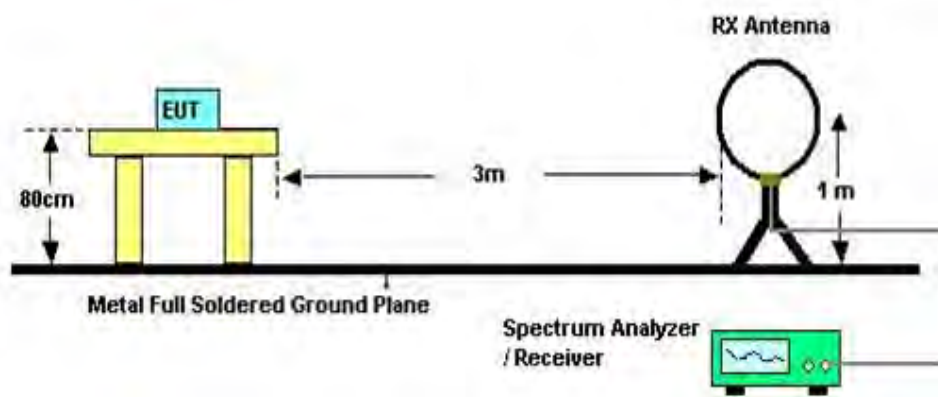 RX Antenna
EUT
80cm
3m
1 m
Metal Full Soldered Ground Plane
Spectrum Analyzer
/ Receiver